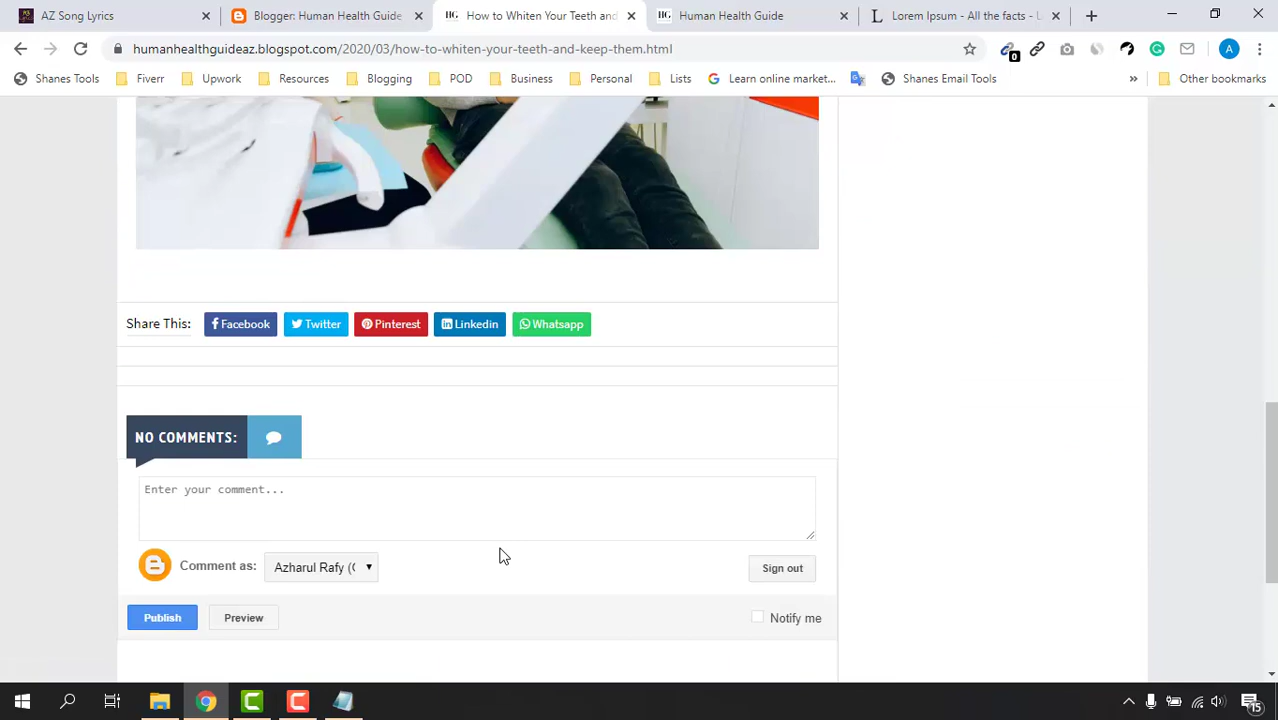 AZ Song Lyrics
Blogger: Human Health Guide
How to Whiten Your Teeth and
Human Health Guide
Lorem Ipsum - All the facts - L
humanhealthguideaz.blogspot.com/2020/03/how-to-whiten-your-teeth-and-keep-them.html
0
A
Shanes Tools
Fiverr
Upwork
Resources
Blogging
POD
Business
Personal
Lists
Learn online market...
Shanes Email Tools
»
Other bookmarks
Share This:
Facebook
Twitter
Pinterest
Linkedin
Whatsapp
NO COMMENTS:
Enter your comment...
Comment as:
Azharul Rafy (
Sign out
Publish
Preview
Notify me
15